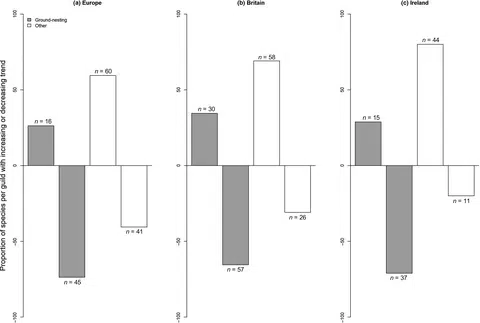 (a) Europe
(b) Britain
(c) Ireland
Ground-nesting
Other
Proportion of species per guild with increasing or decreasing trend
100
50
0
−50
−100
n = 16
n = 60
n = 45
n = 41
100
50
0
−50
−100
n = 30
n = 58
n = 57
n = 26
100
50
0
−50
−100
n = 15
n = 44
n = 37
n = 11